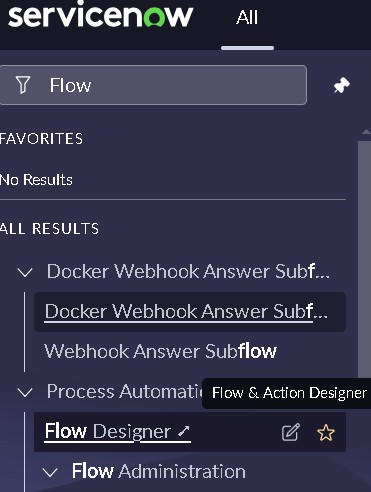 servicenow
All
Flow
FAVORITES
No Results
ALL RESULTS
Docker Webhook Answer Subf...
Docker Webhook Answer Subf...
Webhook Answer Subflow
Process Automati
Flow & Action Designer
Flow Designer
Flow Administration